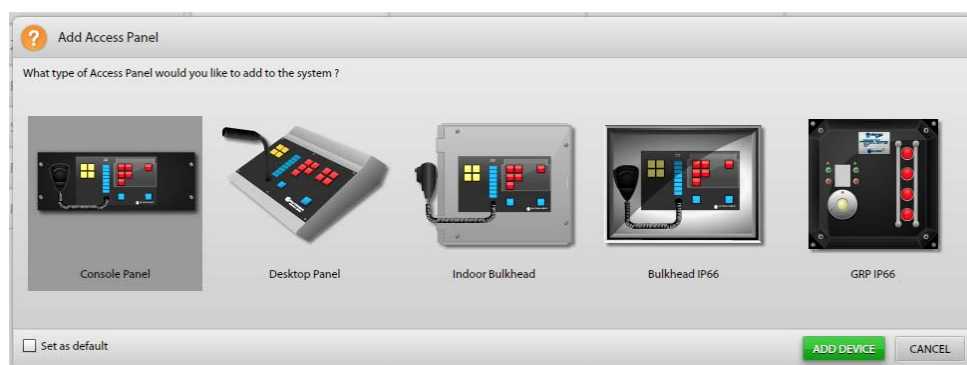 Add Access Panel
What type of Access Panel would you like to add to the system ?
Console Panel
Desktop Panel
Indoor Bulkhead
Bulkhead IP66
GRP IP66
Set as default
ADD DEVICE
CANCEL